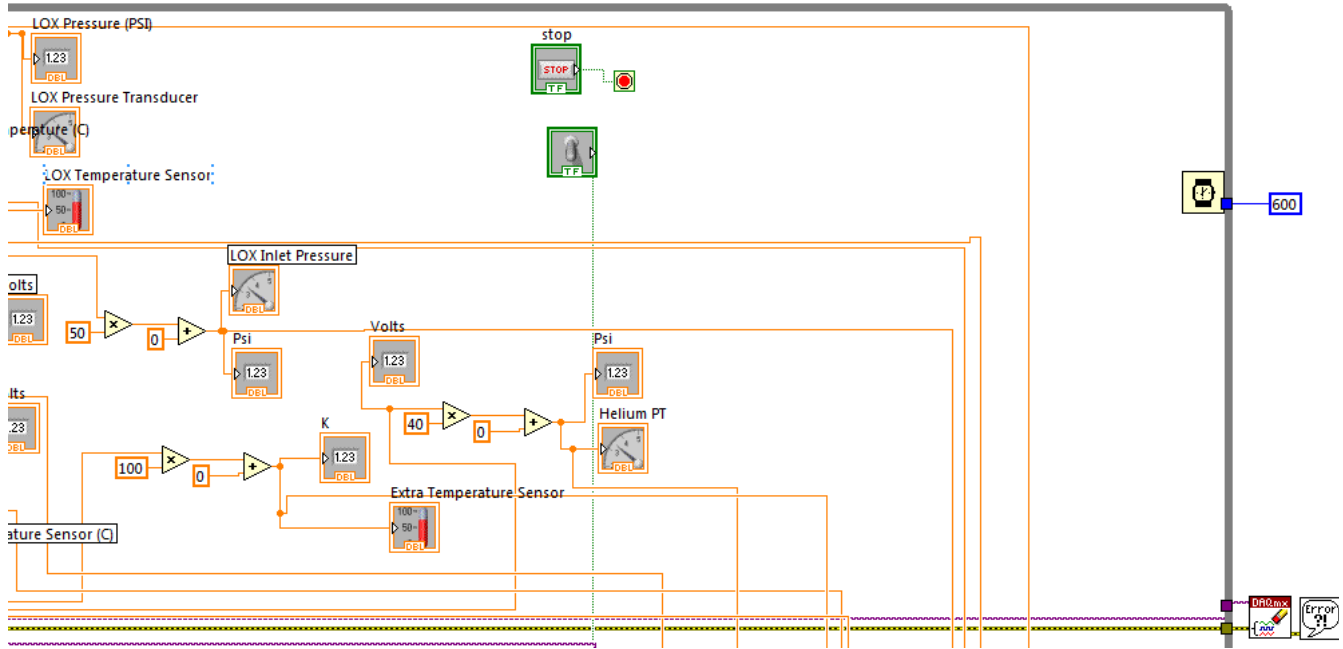 LOX Pressure (PSI)
1.23
DBL
stop
STOP
TF
LOX Pressure Transducer
DBL
perature (C)
TF
LOX Temperature Sensor
100
50
DBL
600
LOX Inlet Pressure
DBL
olts
1.23
DBL
50
x
0
+
Psi
1.23
DBL
Volts
1.23
DBL
Psi
1.23
DBL
lts
.23
DBL
40
x
0
+
Helium PT
DBL
K
1.23
DBL
100
x
0
+
Extra Temperature Sensor
100
50
DBL
ature Sensor (C)
DAQmx
Error
?!